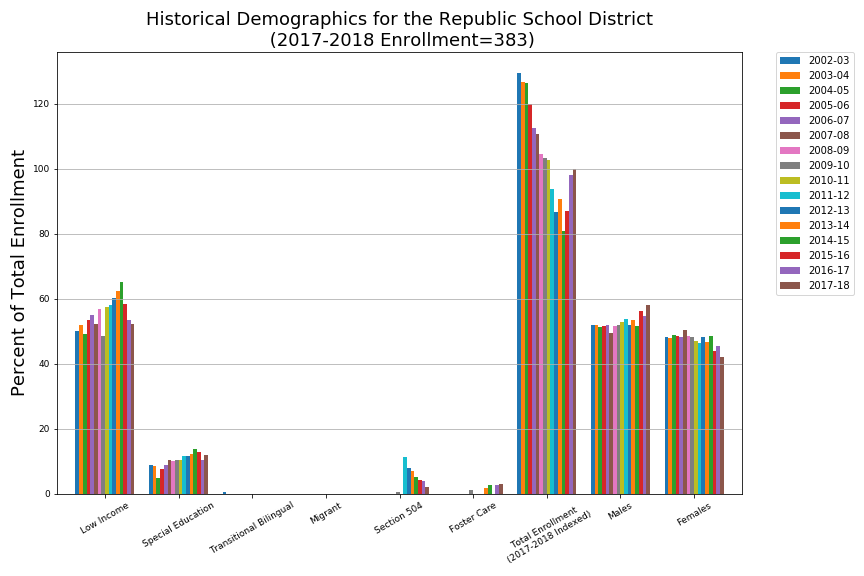 Historical Demographics for the Republic School District
(2017-2018 Enrollment=383)
Percent of Total Enrollment
120
100
80
60
40
20
0
Low Income
Special Education
Transitional Bilingual
Migrant
Section 504
Foster Care
Total Enrollment
(2017-2018 Indexed)
Males
Females
2002-03
2003-04
2004-05
2005-06
2006-07
2007-08
2008-09
2009-10
2010-11
2011-12
2012-13
2013-14
2014-15
2015-16
2016-17
2017-18